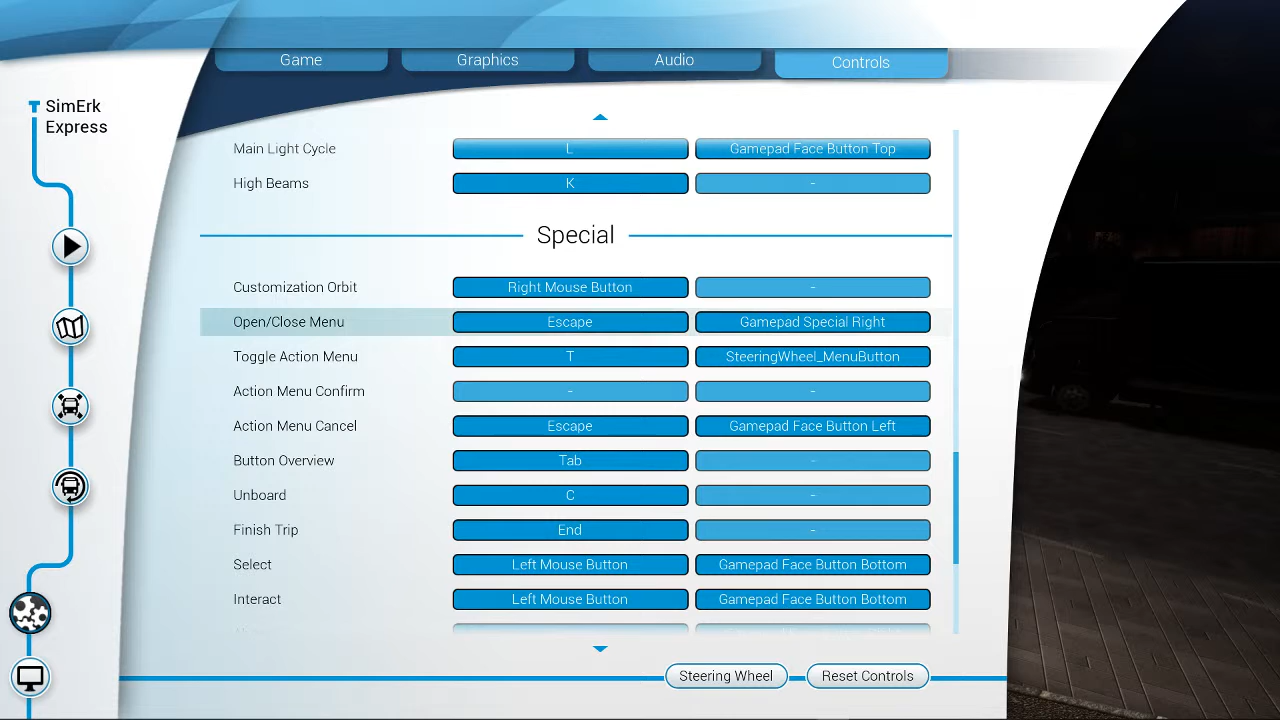 Game Graphics Audio Controls
SimErk
Express
Main Light Cycle L Gamepad Face Button Top
High Beams K -
Special
Customization Orbit Right Mouse Button -
Open/Close Menu Escape Gamepad Special Right
Toggle Action Menu T SteeringWheel_MenuButton
Action Menu Confirm - -
Action Menu Cancel Escape Gamepad Face Button Left
Button Overview Tab -
Unboard C -
Finish Trip End -
Select Left Mouse Button Gamepad Face Button Bottom
Interact Left Mouse Button Gamepad Face Button Bottom
Steering Wheel Reset Controls